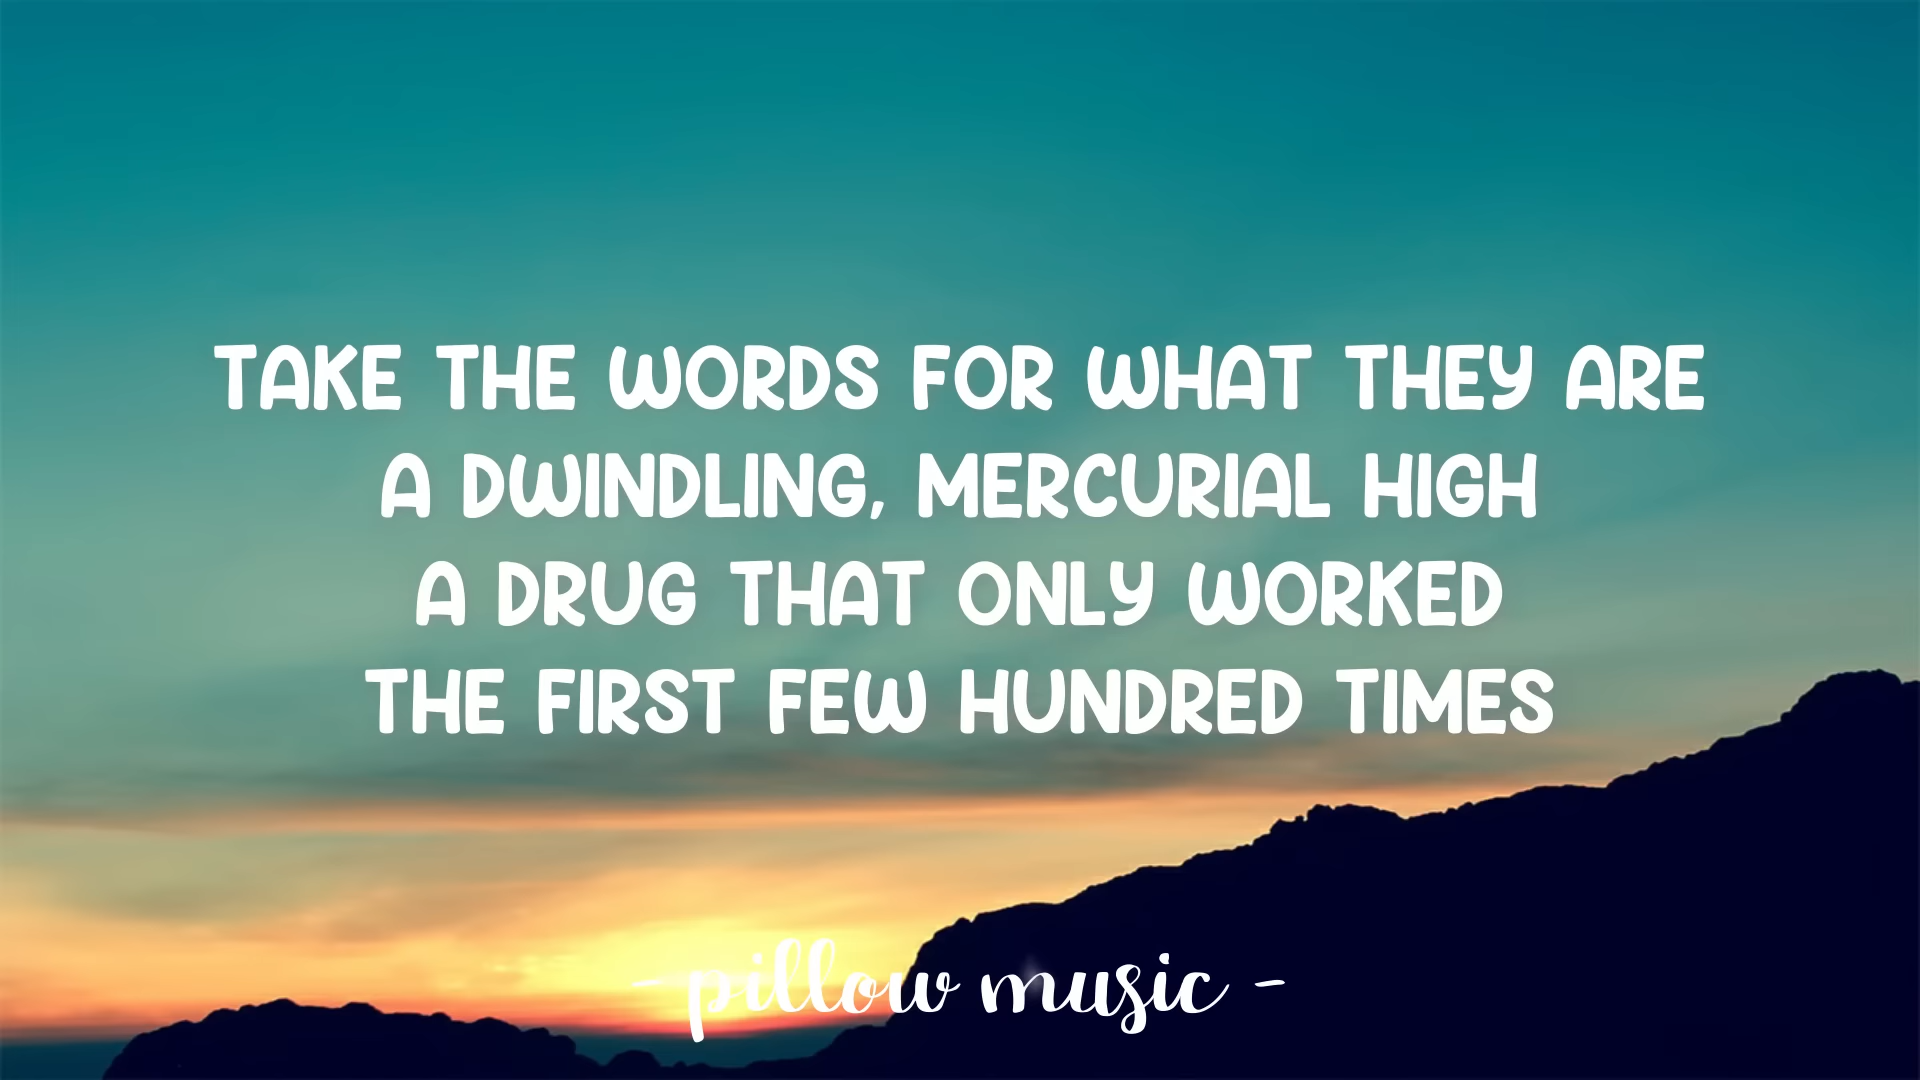 TAKE THE WORDS FOR WHAT THEY ARE
A DWINDLING, MERCURIAL HIGH
A DRUG THAT ONLY WORKED
THE FIRST FEW HUNDRED TIMES
- pillow music -